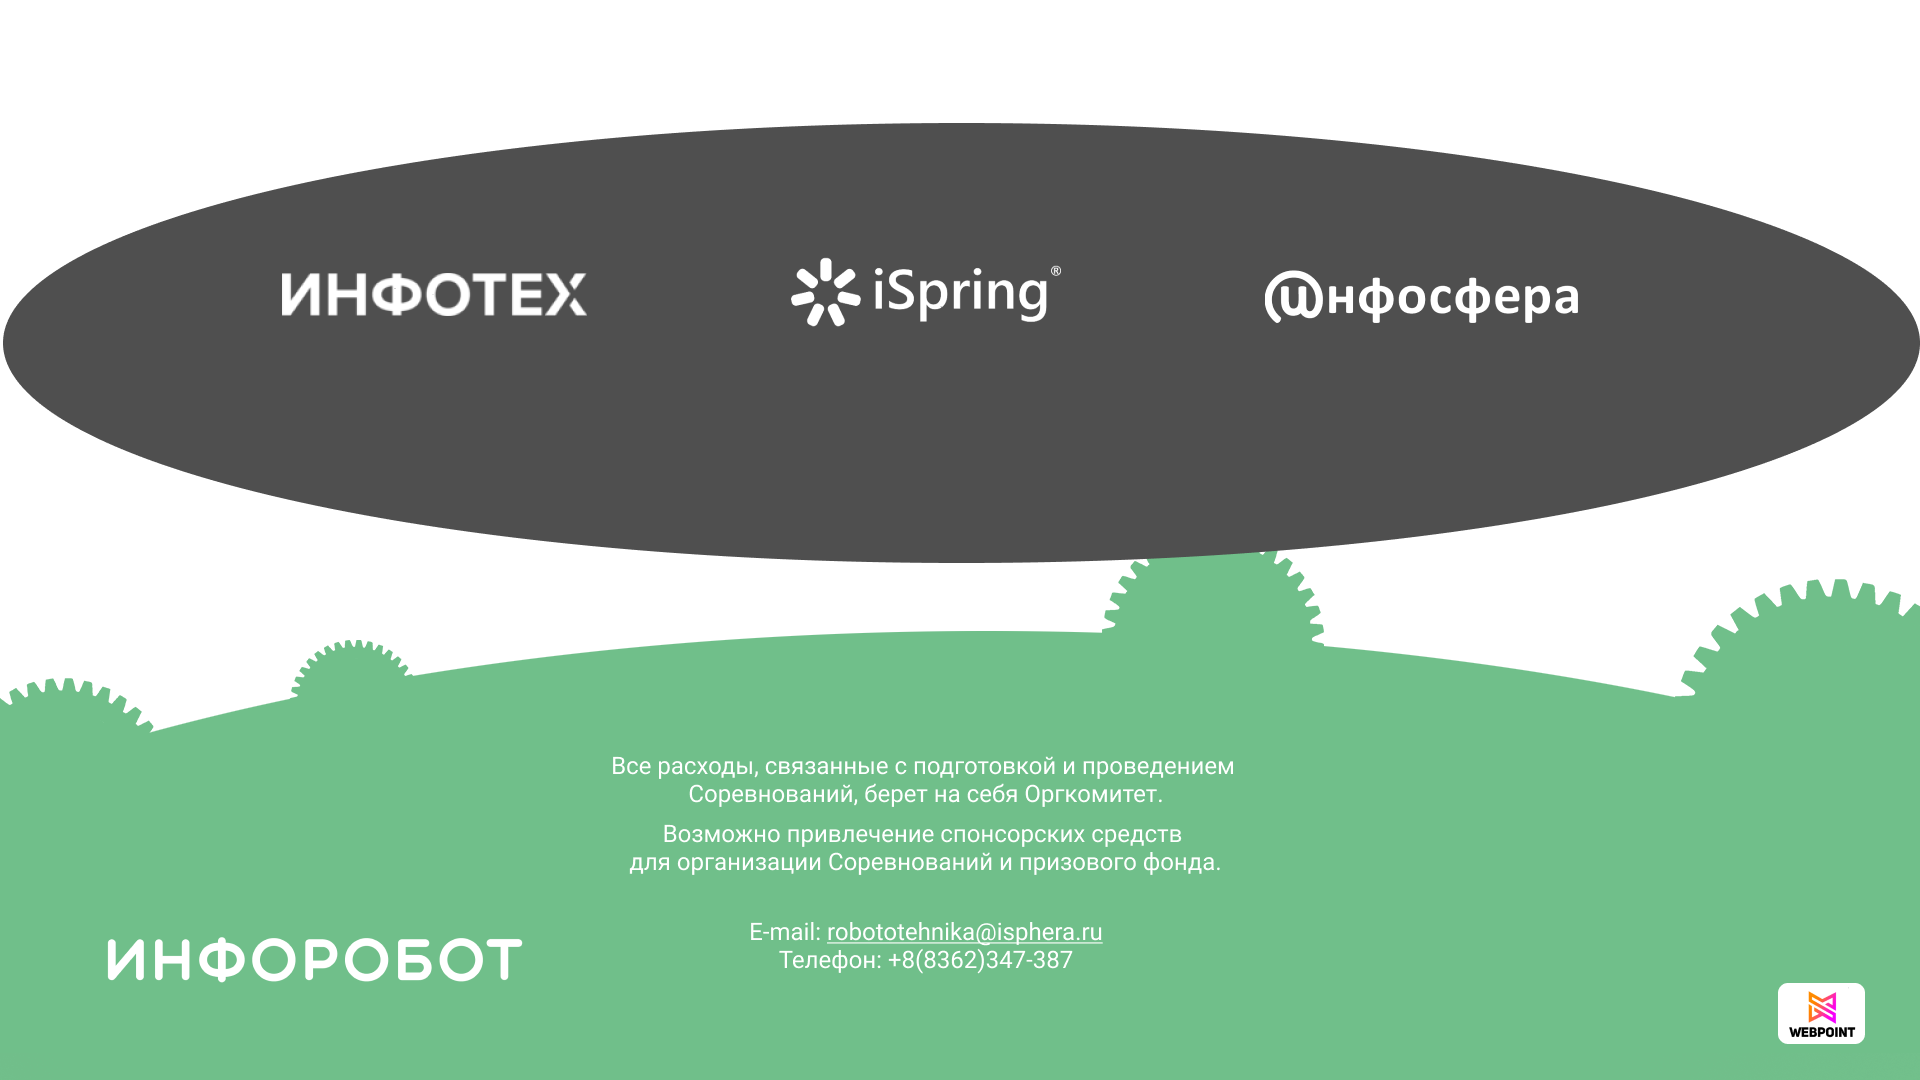 ИНФОТЕХ
iSpring®
инфосфера
Все расходы, связанные с подготовкой и проведением
Соревнований, берет на себя Оргкомитет.
Возможно привлечение спонсорских средств
для организации Соревнований и призового фонда.
E-mail: robototehnika@isphera.ru
Телефон: +8(8362)347-387
ИНФОРОБОТ
WEBPOINT